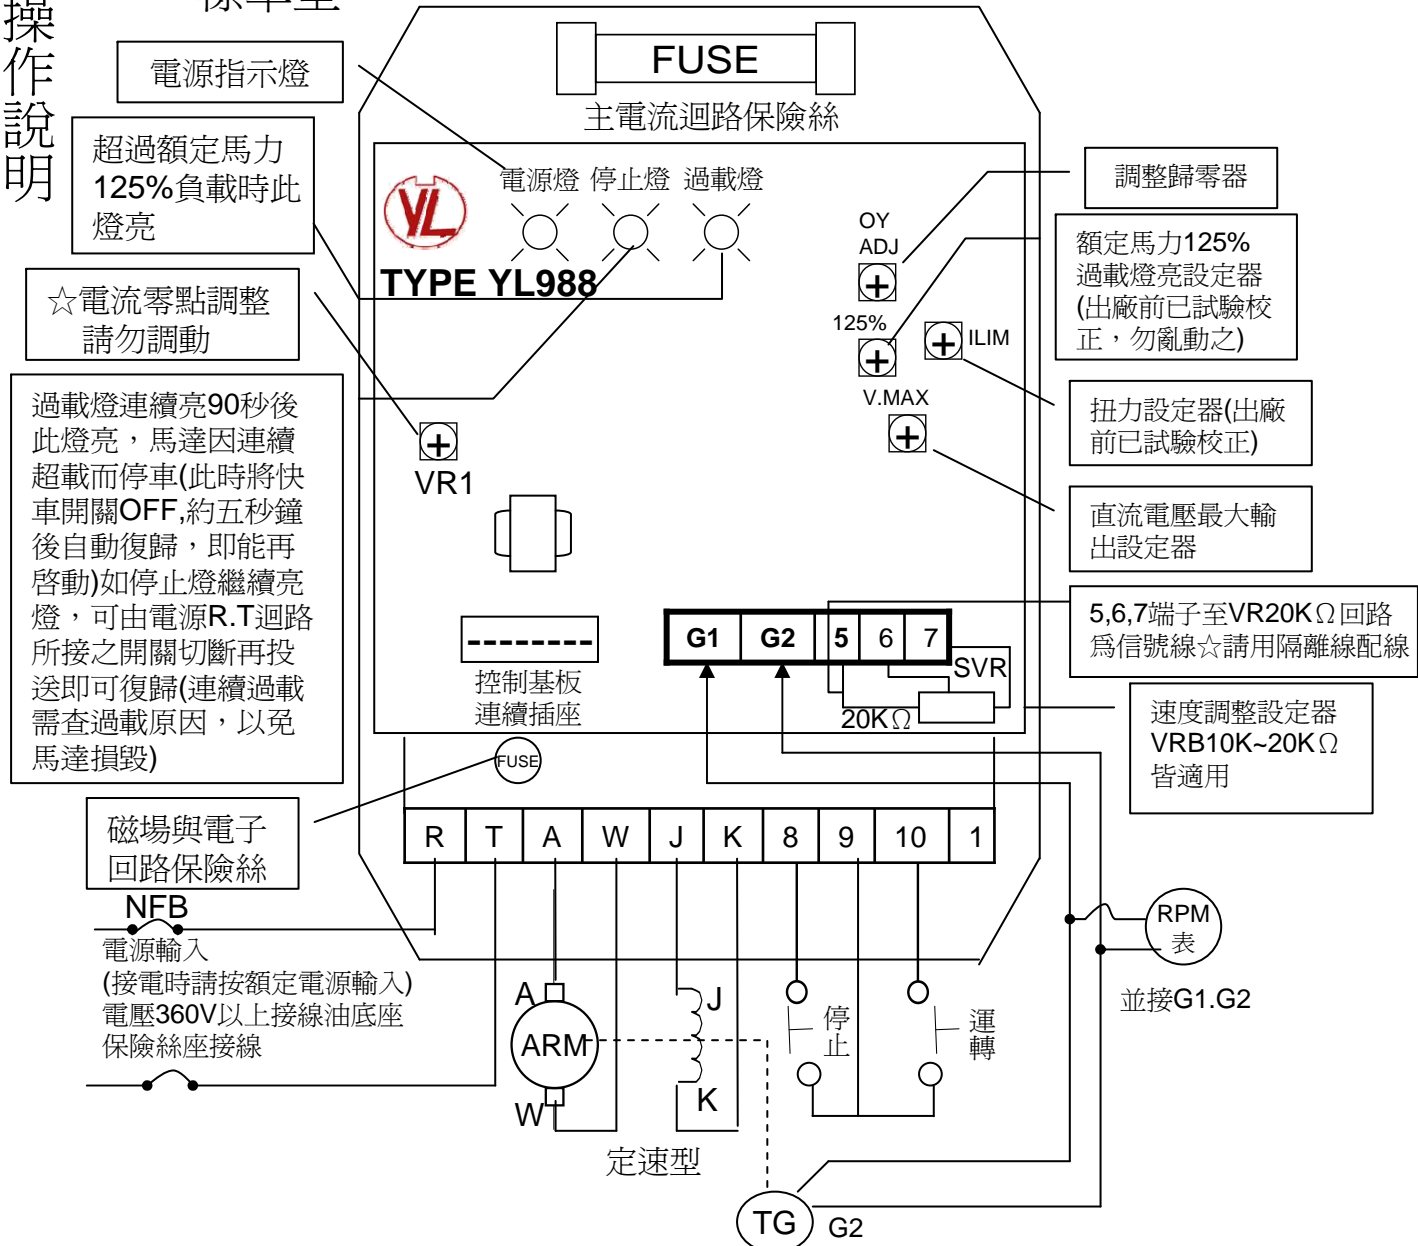 操作說明
電源指示燈
超過額定馬力
125%負載時此
燈亮
☆電流零點調整
請勿調動
過載燈連續亮90秒後
此燈亮，馬達因連續
超載而停車(此時將快
車開關OFF,約五秒鐘
後自動復歸，即能再
啓動)如停止燈繼續亮
燈，可由電源R.T迴路
所接之開關切斷再投
送即可復歸(連續過載
需查過載原因，以免
馬達損毀)
磁場與電子
回路保險絲
FUSE
主電流迴路保險絲
電源燈 停止燈 過載燈
YL
TYPE YL988
OY
ADJ
125%
ILIM
V.MAX
VR1
調整歸零器
額定馬力125%
過載燈亮設定器
(出廠前已試驗校
正，勿亂動之)
扭力設定器(出廠
前已試驗校正)
直流電壓最大輸
出設定器
5,6,7端子至VR20KΩ回路
爲信號線☆請用隔離線配線
速度調整設定器
VRB10K~20KΩ
皆適用
--------
控制基板
連續插座
G1 G2 5 6 7
SVR
20KΩ
FUSE
R T A W J K 8 9 10 1
NFB
電源輸入
(接電時請按額定電源輸入)
電壓360V以上接線油底座
保險絲座接線
A
ARM
W
J
K
定速型
停止
運轉
RPM
表
並接G1.G2
TG
G2